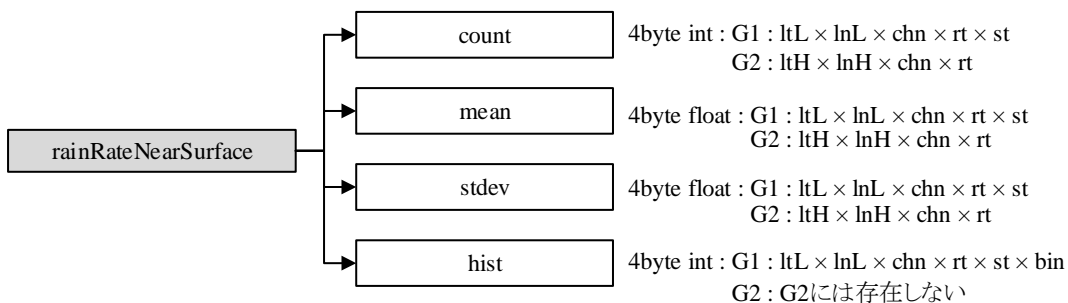 rainRateNearSurface
count
4byte int : G1 : ltL × lnL × chn × rt × st
G2 : ltH × lnH × chn × rt
mean
4byte float : G1 : ltL × lnL × chn × rt × st
G2 : ltH × lnH × chn × rt
stdev
4byte float : G1 : ltL × lnL × chn × rt × st
G2 : ltH × lnH × chn × rt
hist
4byte int : G1 : ltL × lnL × chn × rt × st × bin
G2 : G2には存在しない